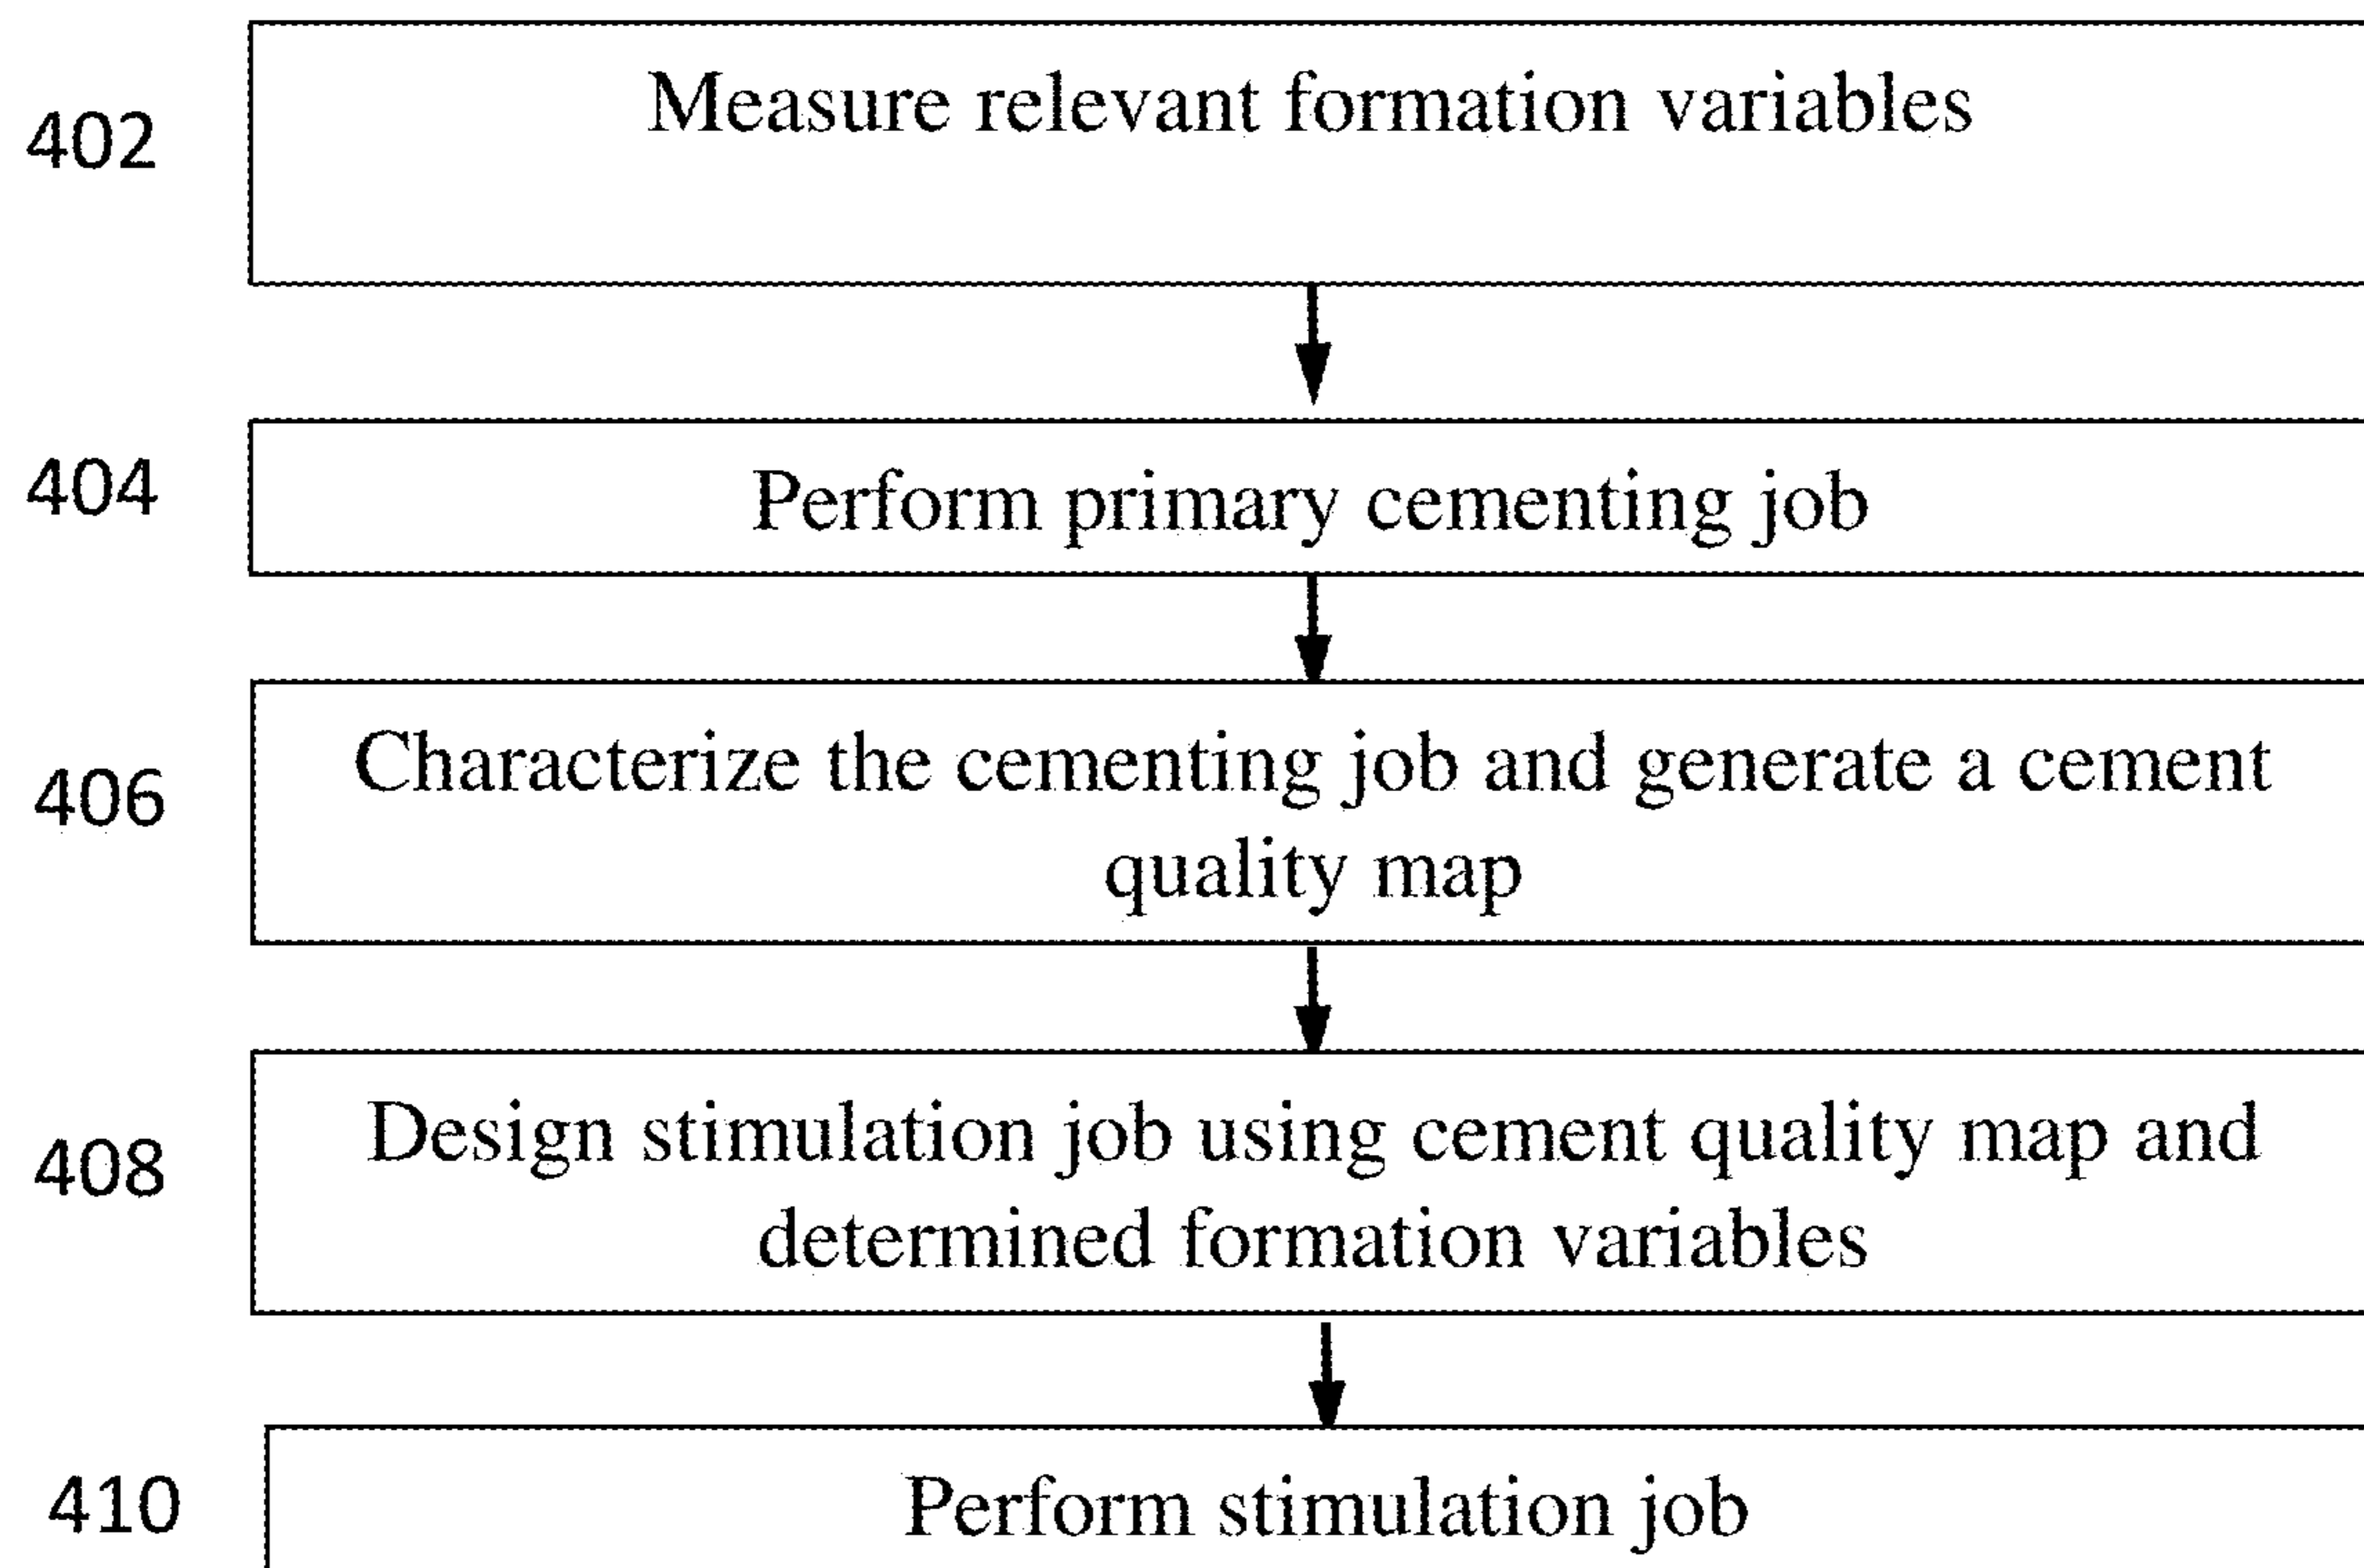 402
Measure relevant formation variables
404
Perform primary cementing job
406
Characterize the cementing job and generate a cement
quality map
408
Design stimulation job using cement quality map and
determined formation variables
410
Perform stimulation job